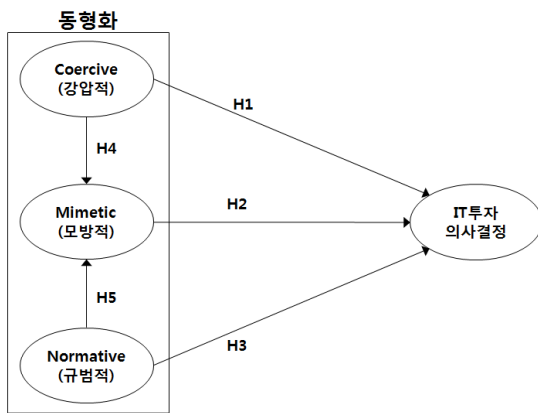 동형화
Coercive
(강압적)
H1
H4
Mimetic
(모방적)
H2
IT투자
의사결정
H5
Normative
(규범적)
H3